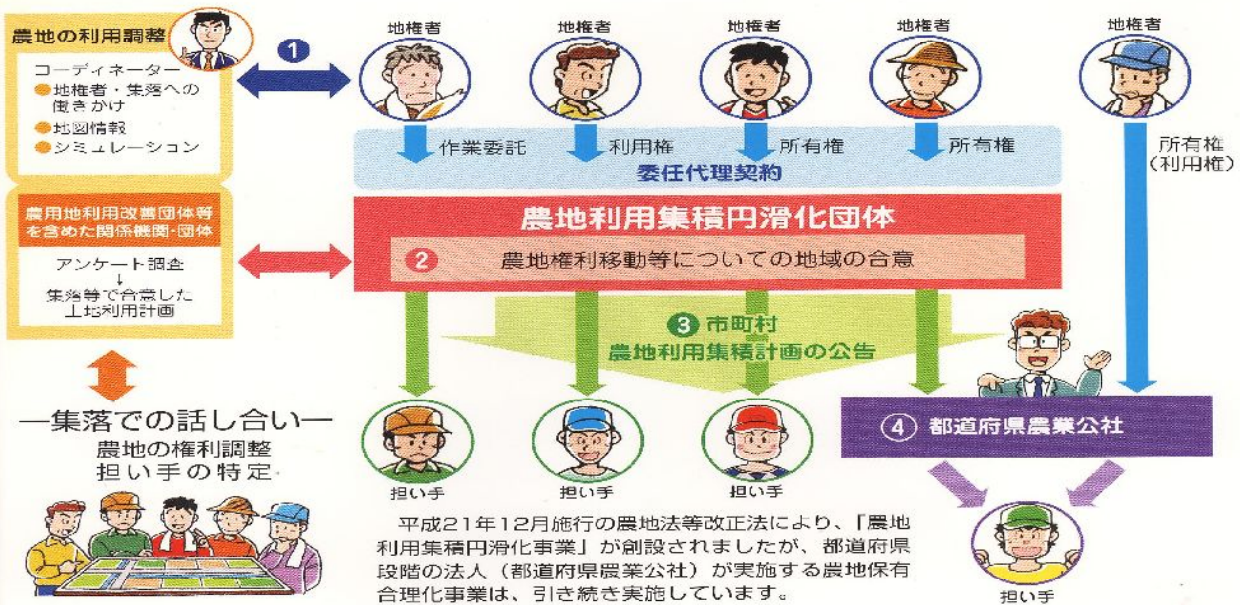 農地の利用調整
コーディネーター
●地権者・集落への
働きかけ
●地図情報
●シミュレーション
農用地利用改善団体等
を含めた関係機関・団体
アンケート調査
↓
集落等で合意した
土地利用計画
―集落での話し合い―
農地の権利調整
担い手の特定
1
地権者
地権者
地権者
地権者
地権者
作業委託
利用権
所有権
所有権
所有権
(利用権)
委任代理契約
農地利用集積円滑化団体
2 農地権利移動等についての地域の合意
3 市町村
農地利用集積計画の公告
4 都道府県農業公社
担い手
担い手
担い手
担い手
平成21年12月施行の農地法等改正法により、「農地
利用集積円滑化事業」が創設されましたが、都道府県
段階の法人（都道府県農業公社）が実施する農地保有
合理化事業は、引き続き実施しています。